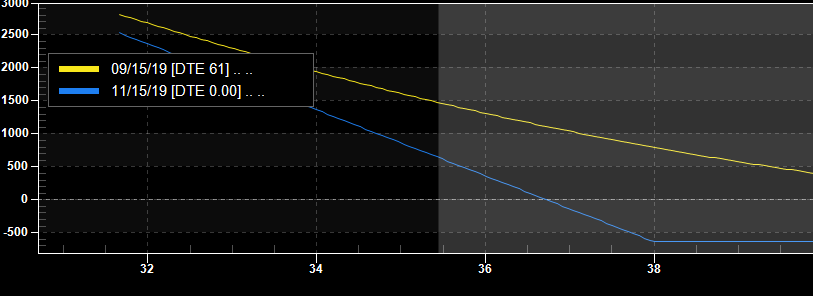 3000
2500
2000
1500
1000
500
0
-500
09/15/19 [DTE 61] .. ..
11/15/19 [DTE 0.00] .. ..
32 34 36 38